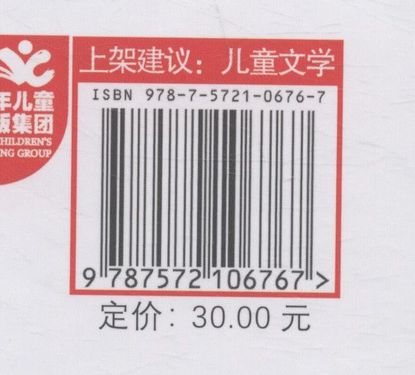 上架建议：儿童文学
ISBN 978-7-5721-0676-7
年儿童
版集团
HILDREN'S
NG GROUP
9 787572 106767 >
定价：30.00 元